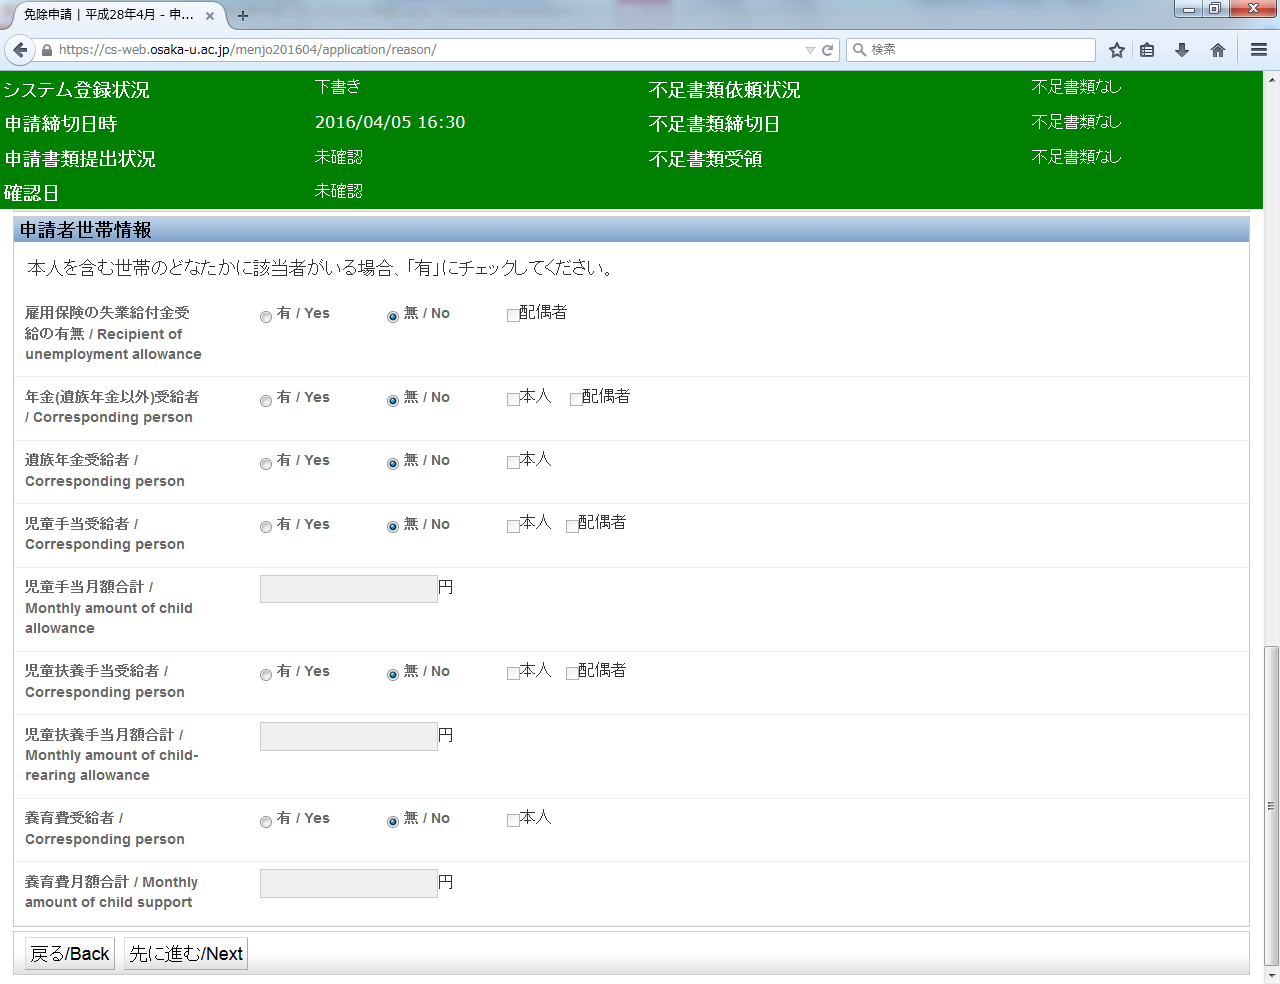 免除申請 | 平成28年4月 - 申...
https://cs-web.osaka-u.ac.jp/menjo201604/application/reason/
検索
システム登録状況 下書き 不足書類依頼状況 不足書類なし
申請締切日時 2016/04/05 16:30 不足書類締切日 不足書類なし
申請書類提出状況 未確認 不足書類受領 不足書類なし
確認日 未確認
申請者世帯情報
本人を含む世帯のどなたかに該当者がいる場合、「有」にチェックしてください。
雇用保険の失業給付金受 有 / Yes 無 / No 配偶者
給の有無 / Recipient of
unemployment allowance
年金(遺族年金以外)受給者 有 / Yes 無 / No 本人 配偶者
/ Corresponding person
遺族年金受給者 / 有 / Yes 無 / No 本人
Corresponding person
児童手当受給者 / 有 / Yes 無 / No 本人 配偶者
Corresponding person
児童手当月額合計 / 円
Monthly amount of child
allowance
児童扶養手当受給者 / 有 / Yes 無 / No 本人 配偶者
Corresponding person
児童扶養手当月額合計 / 円
Monthly amount of child-
rearing allowance
養育費受給者 / 有 / Yes 無 / No 本人
Corresponding person
養育費月額合計 / Monthly 円
amount of child support
戻る/Back 先に進む/Next